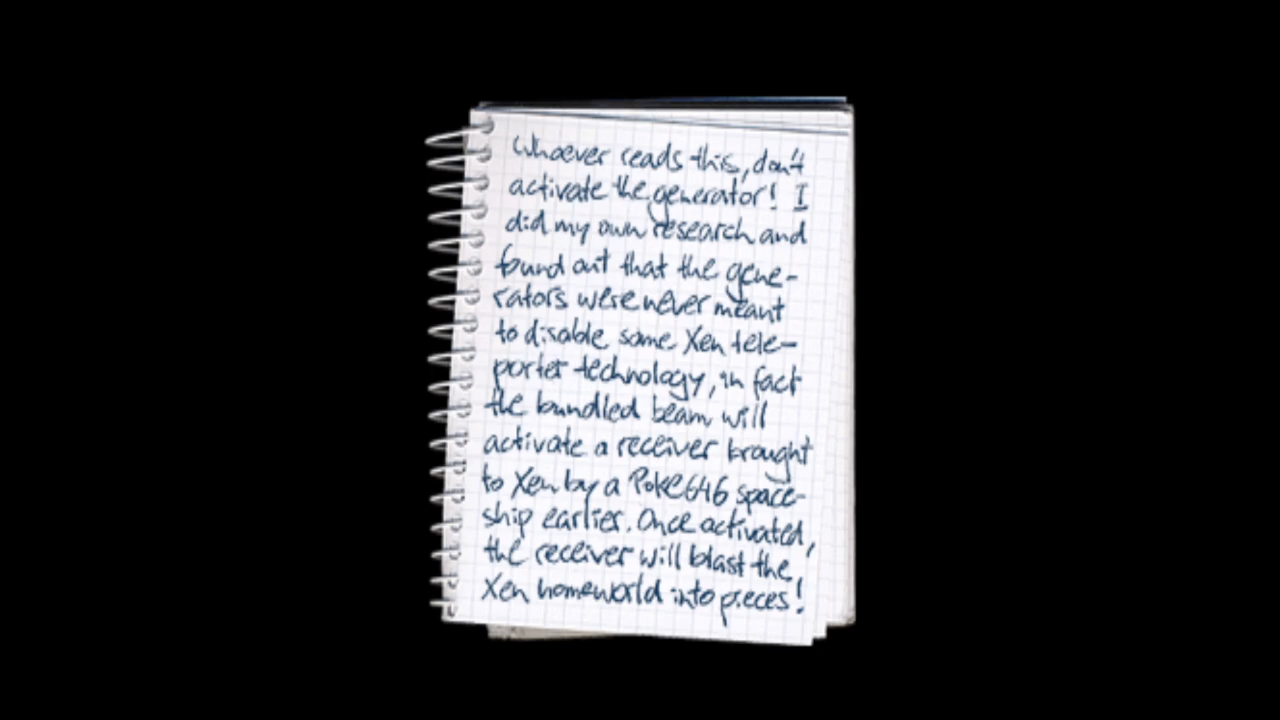 Whoever reads this, don't
activate the generator! I
did my own research and
found out that the gene-
rators were never meant
to disable some Xen tele-
porter technology, in fact
the bundled beam will
activate a receiver brought
to Xen by a Poke646 space-
ship earlier. Once activated,
the receiver will blast the
Xen homeworld into pieces!